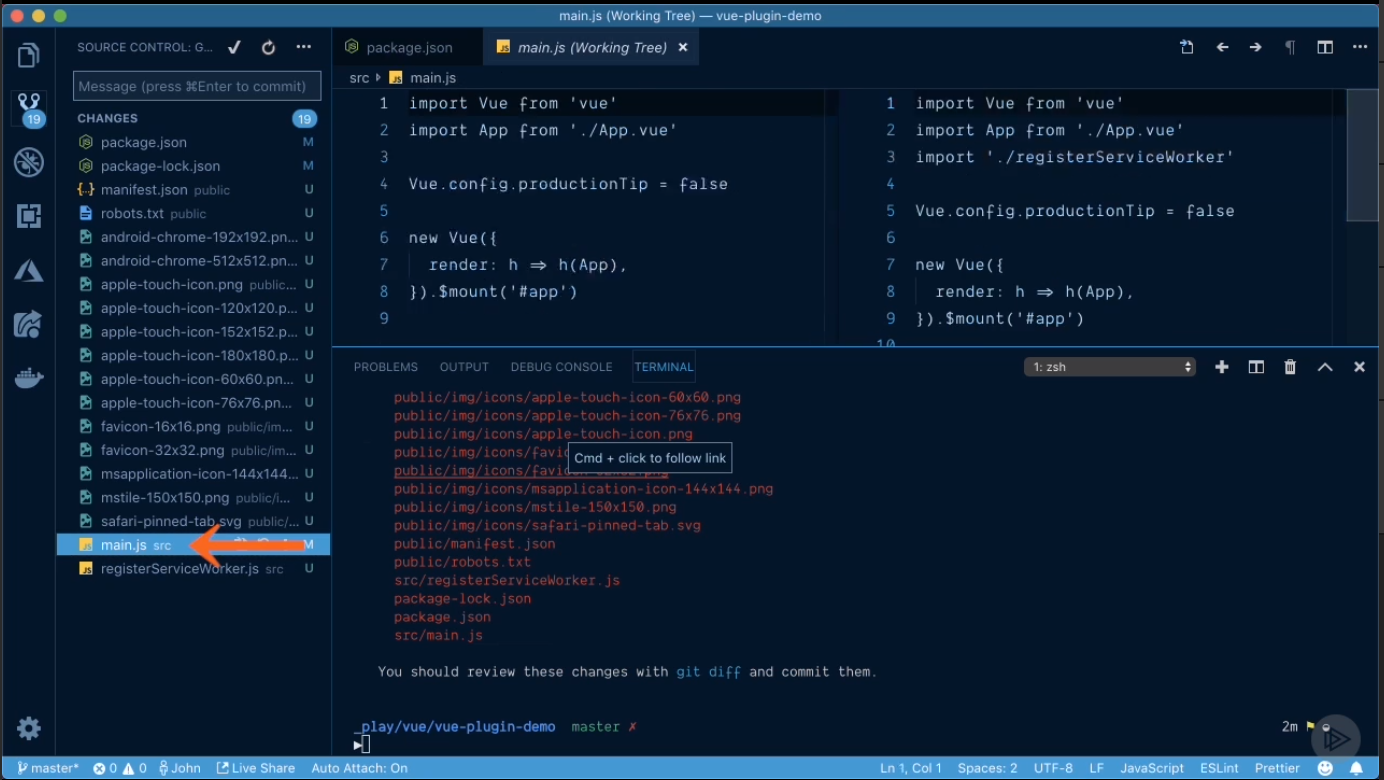 main.js (Working Tree) — vue-plugin-demo
SOURCE CONTROL: G...
package.json
main.js (Working Tree)
19
Message (press ⌘Enter to commit)
src main.js
CHANGES 19
package.json M
package-lock.json M
manifest.json public U
robots.txt public U
android-chrome-192x192.pn... U
android-chrome-512x512.pn... U
apple-touch-icon.png public... U
apple-touch-icon-120x120.p... U
apple-touch-icon-152x152.p... U
apple-touch-icon-180x180.p... U
apple-touch-icon-60x60.pn... U
apple-touch-icon-76x76.pn... U
favicon-16x16.png public/im... U
favicon-32x32.png public/im... U
msapplication-icon-144x144... U
mstile-150x150.png public/i... U
safari-pinned-tab.svg public/... U
main.js src M
registerServiceWorker.js src U
1 import Vue from 'vue'
2 import App from './App.vue'
3
4 Vue.config.productionTip = false
5
6 new Vue({
7 render: h => h(App),
8 }).$mount('#app')
9
1 import Vue from 'vue'
2 import App from './App.vue'
3 import './registerServiceWorker'
4
5 Vue.config.productionTip = false
6
7 new Vue({
8 render: h => h(App),
9 }).$mount('#app')
10
PROBLEMS OUTPUT DEBUG CONSOLE TERMINAL 1: zsh
public/img/icons/apple-touch-icon-60x60.png
public/img/icons/apple-touch-icon-76x76.png
public/img/icons/apple-touch-icon.png
public/img/icons/favic
Cmd + click to follow link
public/img/icons/favicon-32x32.png
public/img/icons/msapplication-icon-144x144.png
public/img/icons/mstile-150x150.png
public/img/icons/safari-pinned-tab.svg
public/manifest.json
public/robots.txt
src/registerServiceWorker.js
package-lock.json
package.json
src/main.js
You should review these changes with git diff and commit them.
_play/vue/vue-plugin-demo master ✗ 2m
master* 0 0 John Live Share Auto Attach: On Ln 1, Col 1 Spaces: 2 UTF-8 LF JavaScript ESLint Prettier